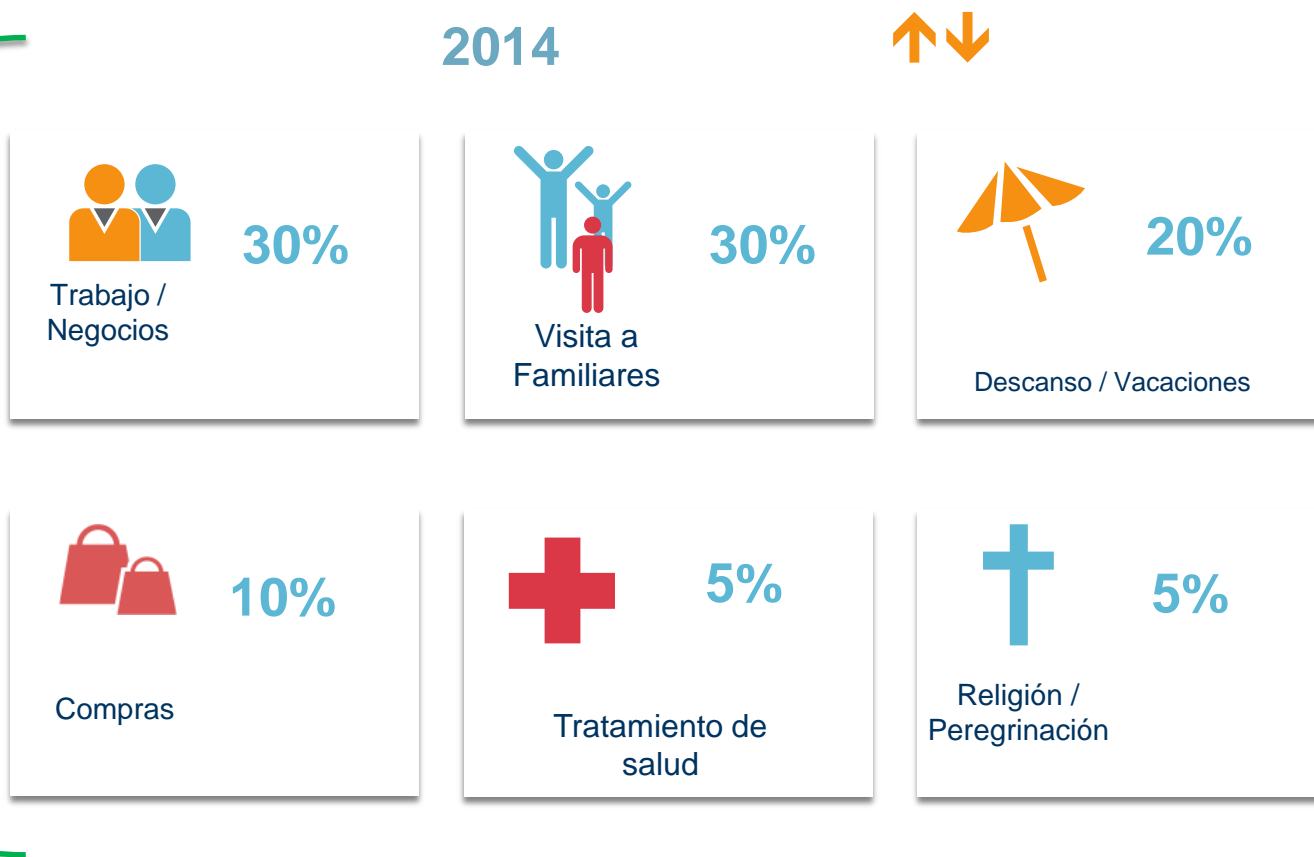 2014
30%
Trabajo /
Negocios
30%
Visita a
Familiares
20%
Descanso / Vacaciones
10%
Compras
5%
Tratamiento de
salud
5%
Religión /
Peregrinación